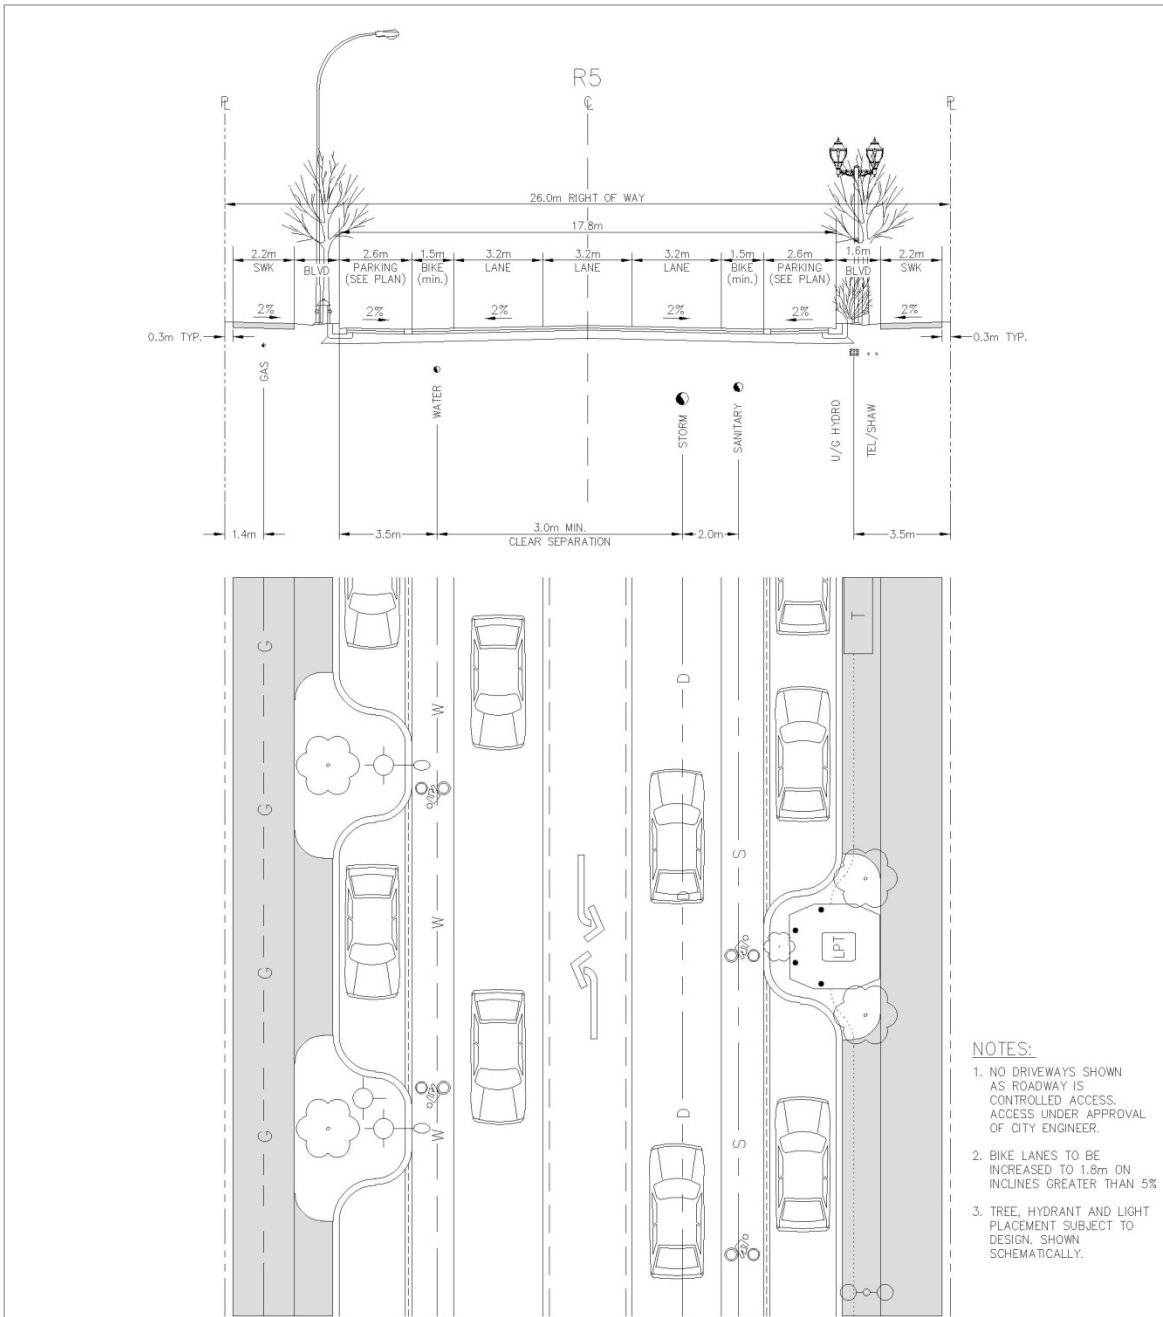 R5
PL
CL
PL
26.0m RIGHT OF WAY
17.8m
2.2m
SWK
BLVD
2.6m
PARKING
(SEE PLAN)
1.5m
BIKE
(min.)
3.2m
LANE
3.2m
LANE
3.2m
LANE
1.5m
BIKE
(min.)
2.6m
PARKING
(SEE PLAN)
1.6m
BLVD
2.2m
SWK
2%
2%
2%
2%
2%
2%
0.3m TYP.
0.3m TYP.
GAS
WATER
STORM
SANITARY
U/G HYDRO
TEL/SHAW
1.4m
3.5m
3.0m MIN.
CLEAR SEPARATION
2.0m
3.5m
T
G
D
W
G
S
D
W
LPT
G
D
W
G
S
NOTES:
1. NO DRIVEWAYS SHOWN
AS ROADWAY IS
CONTROLLED ACCESS.
ACCESS UNDER APPROVAL
OF CITY ENGINEER.
2. BIKE LANES TO BE
INCREASED TO 1.8m ON
INCLINES GREATER THAN 5%
3. TREE, HYDRANT AND LIGHT
PLACEMENT SUBJECT TO
DESIGN. SHOWN
SCHEMATICALLY.